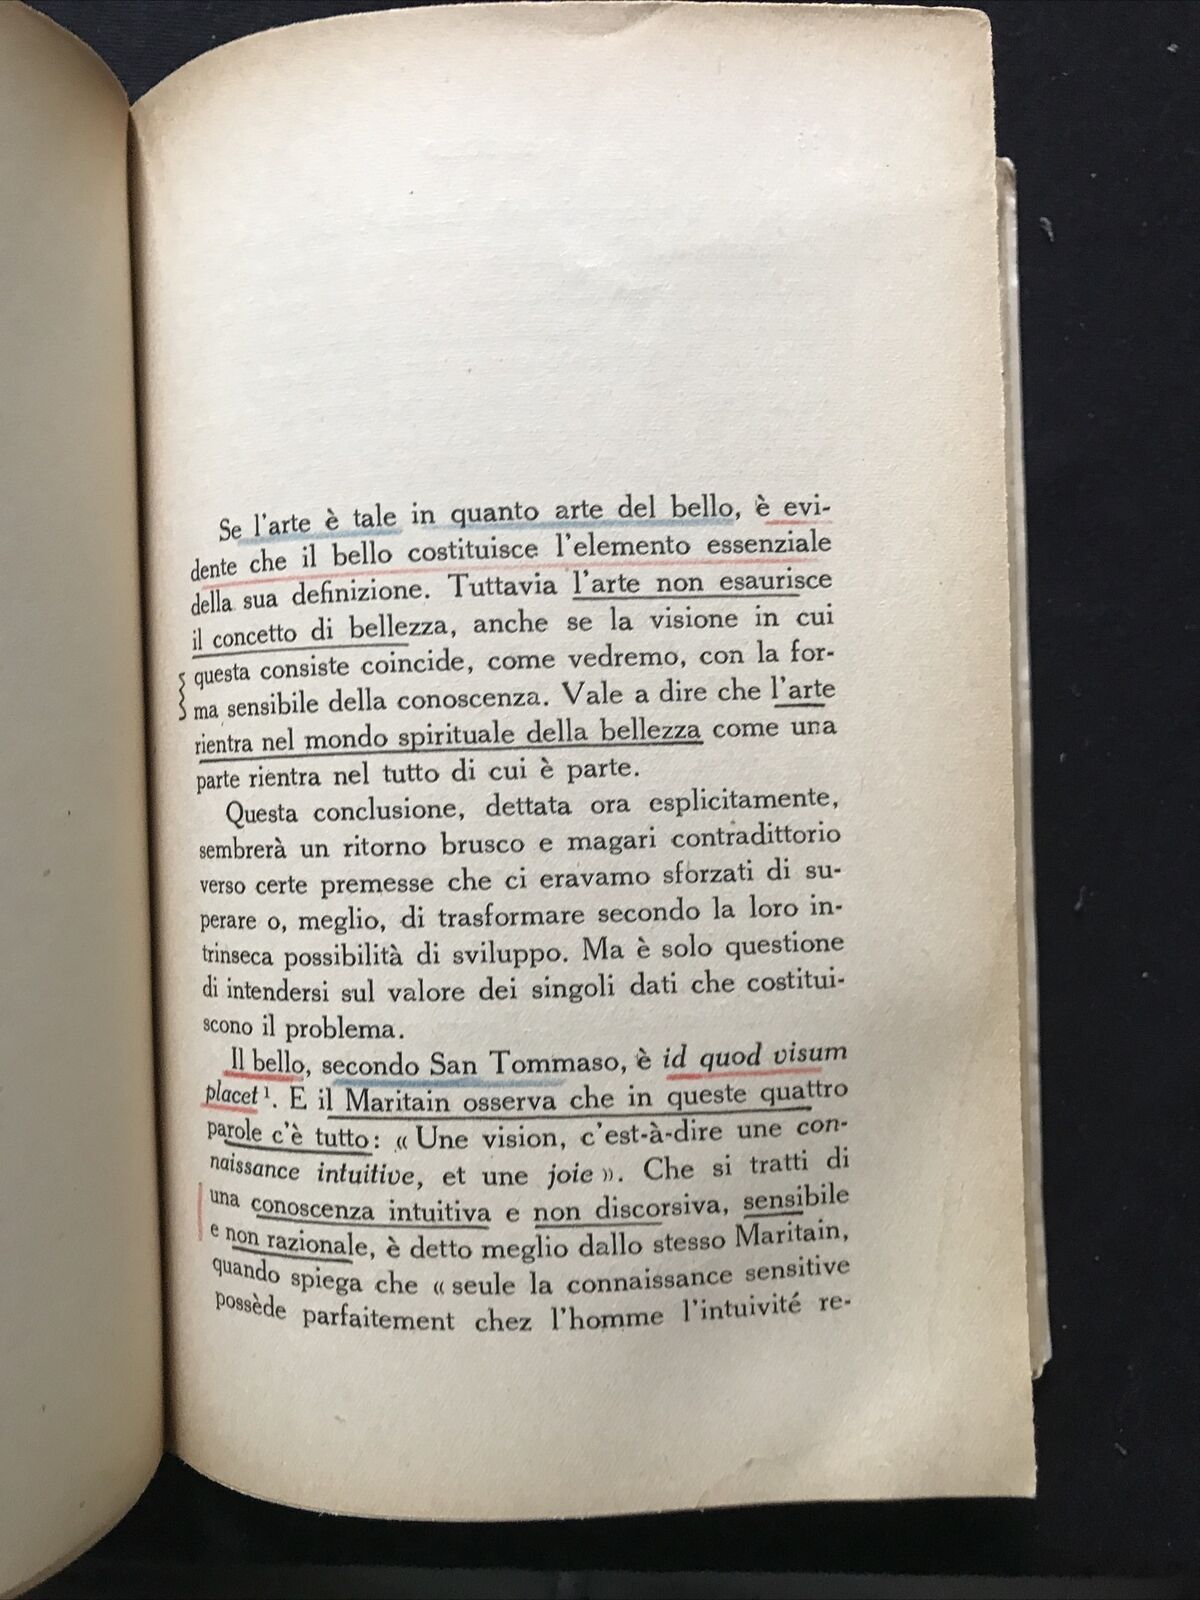 Se l'arte è tale in quanto arte del bello, è evi-
dente che il bello costituisce l'elemento essenziale
della sua definizione. Tuttavia l'arte non esaurisce
il concetto di bellezza, anche se la visione in cui
questa consiste coincide, come vedremo, con la for-
ma sensibile della conoscenza. Vale a dire che l'arte
rientra nel mondo spirituale della bellezza come una
parte rientra nel tutto di cui è parte.
Questa conclusione, dettata ora esplicitamente,
sembrerà un ritorno brusco e magari contradittorio
verso certe premesse che ci eravamo sforzati di su-
perare o, meglio, di trasformare secondo la loro in-
trinseca possibilità di sviluppo. Ma è solo questione
di intendersi sul valore dei singoli dati che costitui-
scono il problema.
Il bello, secondo San Tommaso, è id quod visum
placet¹. E il Maritain osserva che in queste quattro
parole c'è tutto: « Une vision, c'est-à-dire une con-
naissance intuitive, et une joie ». Che si tratti di
una conoscenza intuitiva e non discorsiva, sensibile
e non razionale, è detto meglio dallo stesso Maritain,
quando spiega che « seule la connaissance sensitive
possède parfaitement chez l'homme l'intuivité re-